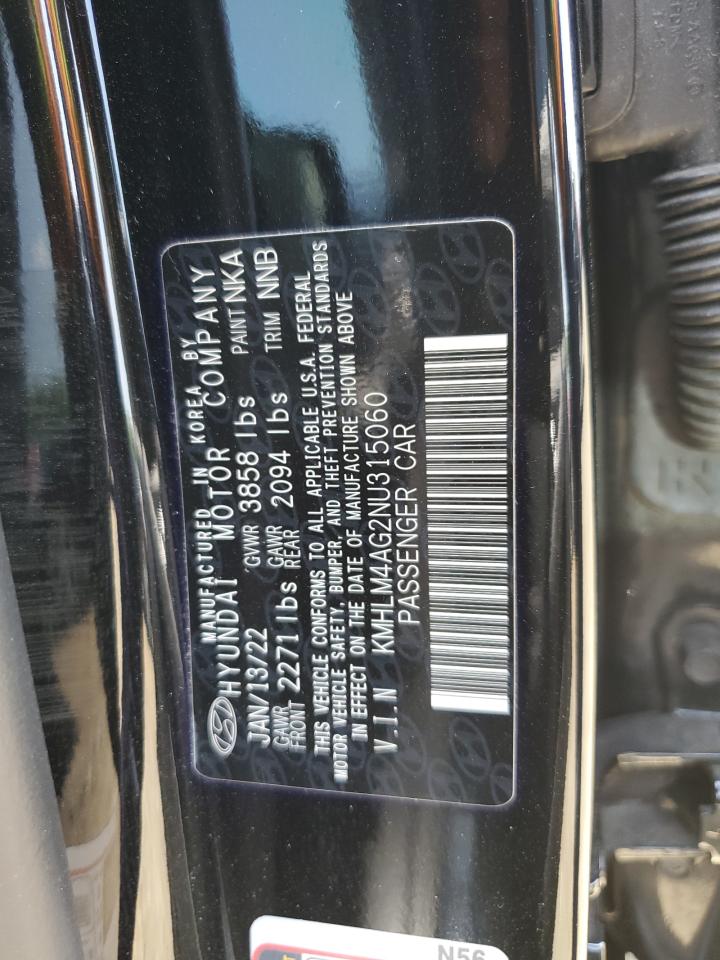 MANUFACTURED IN KOREA BY
HYUNDAI MOTOR COMPANY
JAN/13/22 GVWR 3858 lbs PAINT NKA
GAWR FRONT 2271 lbs GAWR REAR 2094 lbs TRIM NNB
THIS VEHICLE CONFORMS TO ALL APPLICABLE U.S.A. FEDERAL
MOTOR VEHICLE SAFETY, BUMPER, AND THEFT PREVENTION STANDARDS
IN EFFECT ON THE DATE OF MANUFACTURE SHOWN ABOVE
V.I.N KMHLM4AG2NU315060
PASSENGER CAR
N56